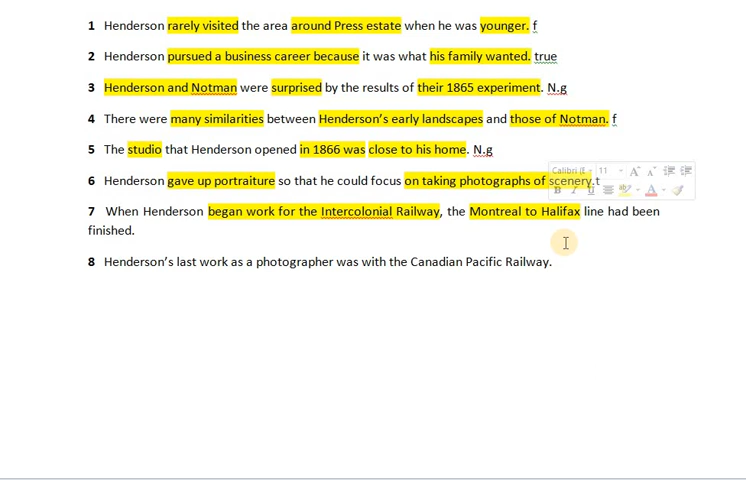 1 Henderson rarely visited the area around Press estate when he was younger. f
2 Henderson pursued a business career because it was what his family wanted. true
3 Henderson and Notman were surprised by the results of their 1865 experiment. N.g
4 There were many similarities between Henderson's early landscapes and those of Notman. f
5 The studio that Henderson opened in 1866 was close to his home. N.g
Calibri (E 11 A A
6 Henderson gave up portraiture so that he could focus on taking photographs of scenery.t
B I U A
7 When Henderson began work for the Intercolonial Railway, the Montreal to Halifax line had been
finished.
8 Henderson's last work as a photographer was with the Canadian Pacific Railway.